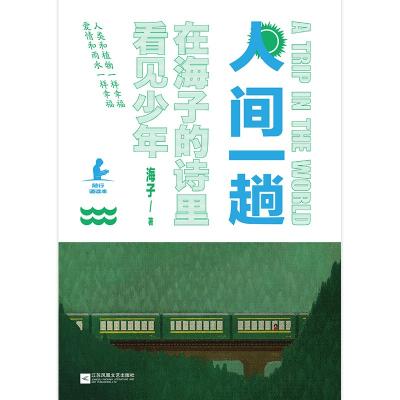 人间一趟
A TRIP IN THE WORLD
在海子的诗里
看见少年
海子/著
人类和植物一样幸福
爱情和雨水一样幸福
随行
诵读本
江苏凤凰文艺出版社